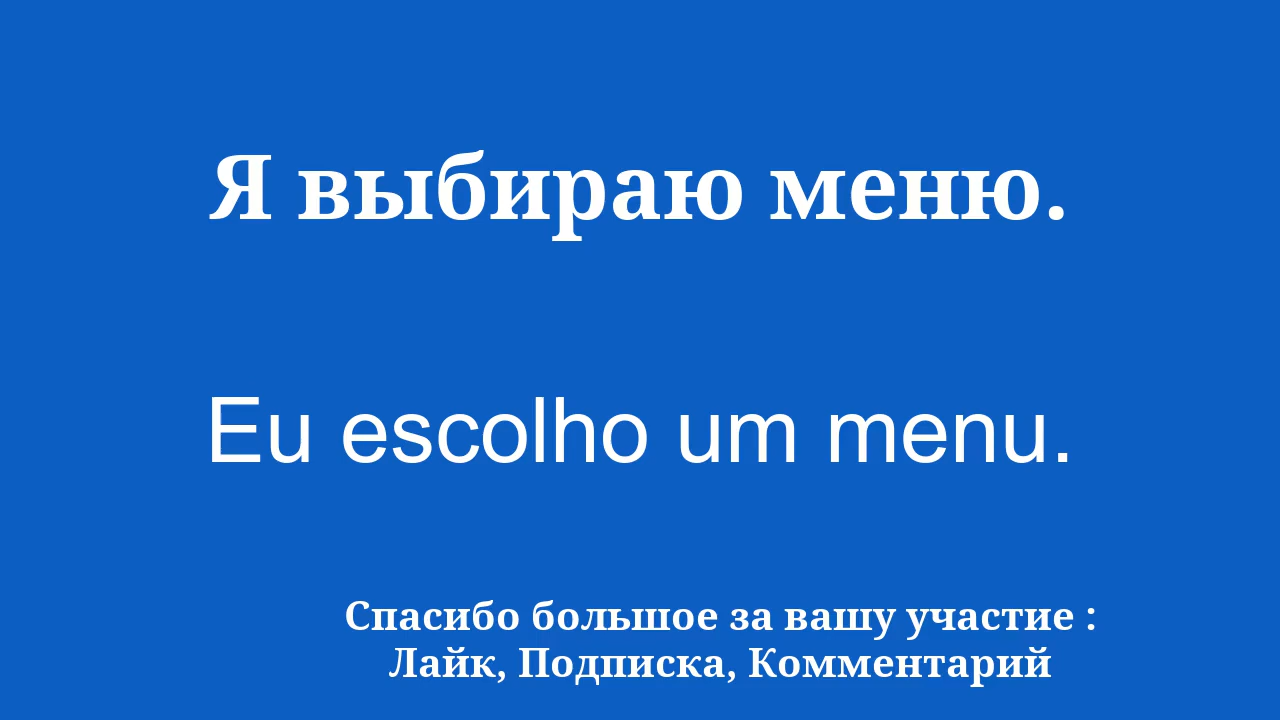 Я выбираю меню.
Eu escolho um menu.
Спасибо большое за вашу участие :
Лайк, Подписка, Комментарий